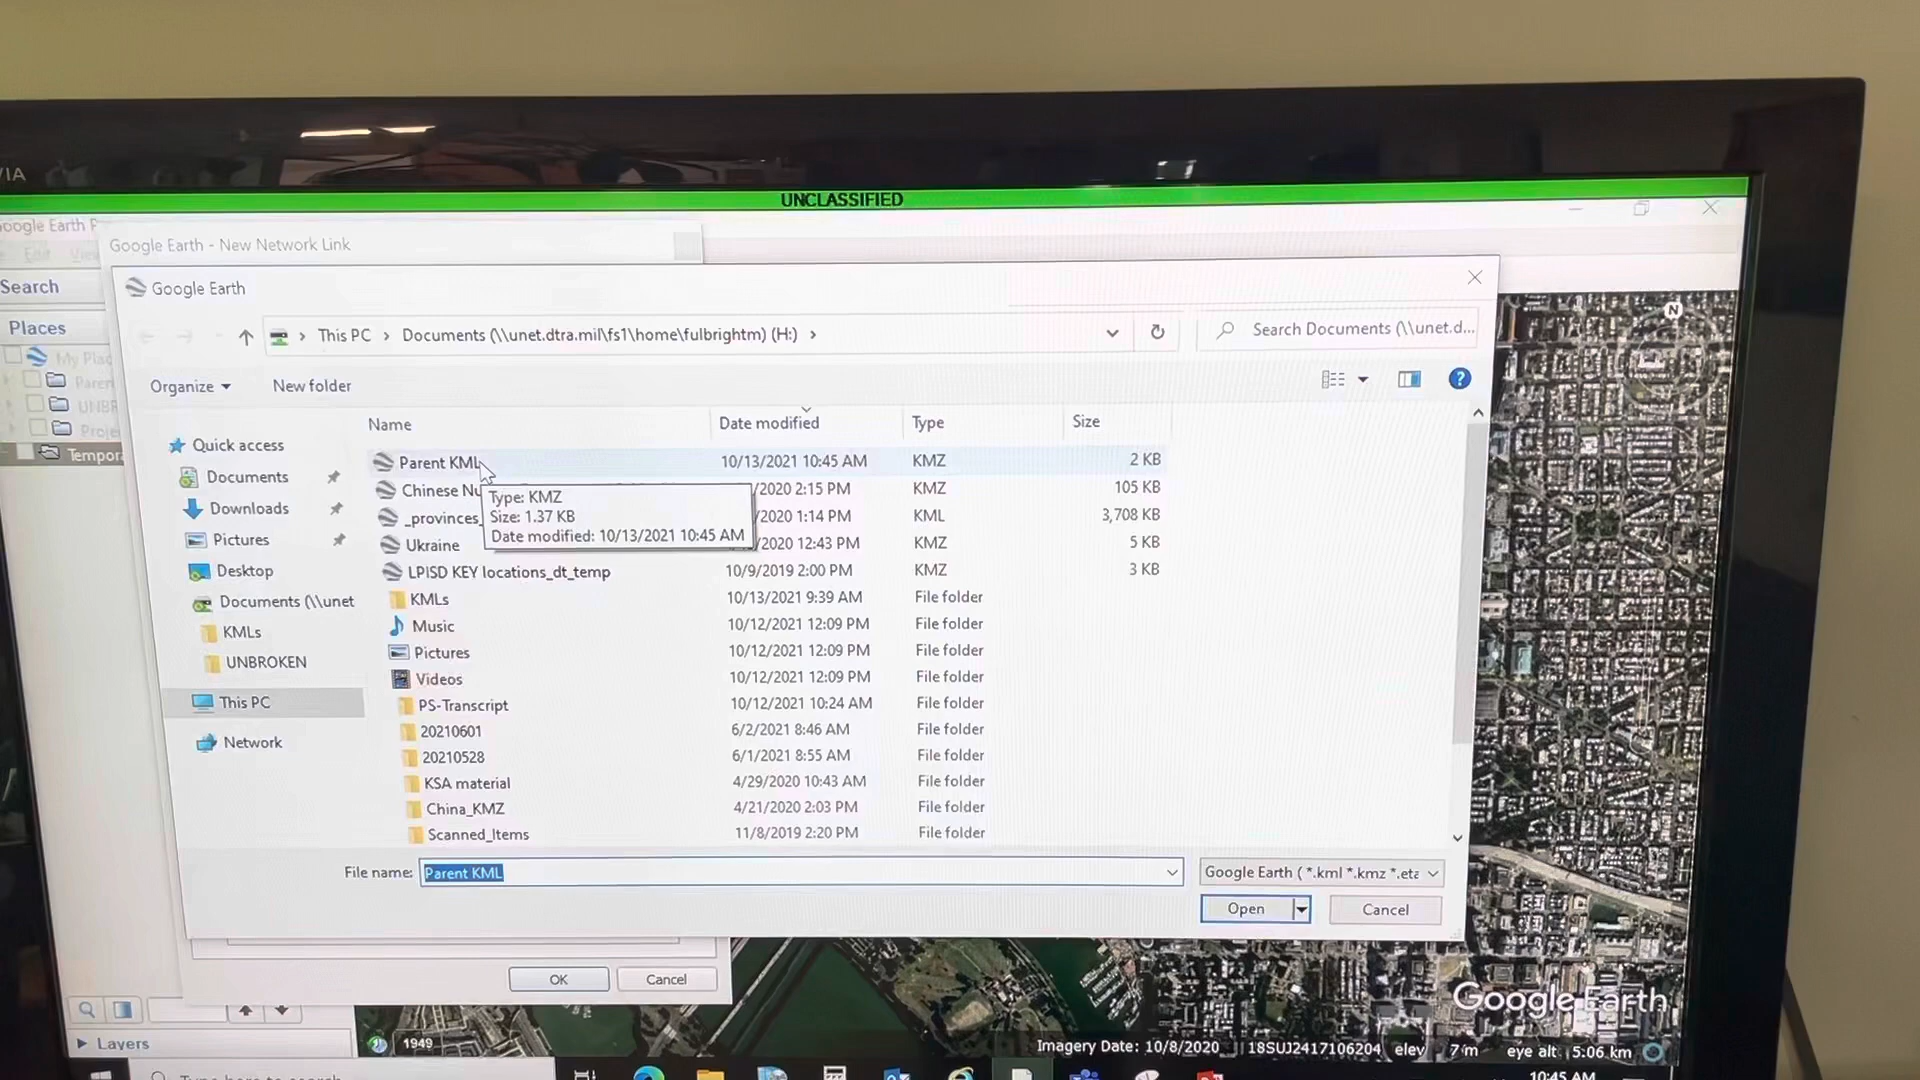 VIA
UNCLASSIFIED
Google Earth - New Network Link
Edit
Search
Google Earth
This PC > Documents (\\unet.dtra.mil\fs1\home\fulbrightm) (H:) >
Search Documents (\\unet.d...
Places
Organize
New folder
Name
Date modified
Type
Size
Quick access
Documents
Downloads
Pictures
Desktop
Documents (\\unet
KMLs
UNBROKEN
This PC
Network
Parent KML 10/13/2021 10:45 AM KMZ 2 KB
Chinese Nu /2020 2:15 PM KMZ 105 KB
_provinces_ /2020 1:14 PM KML 3,708 KB
Ukraine /2020 12:43 PM KMZ 5 KB
Type: KMZ
Size: 1.37 KB
Date modified: 10/13/2021 10:45 AM
LPISD KEY locations_dt_temp 10/9/2019 2:00 PM KMZ 3 KB
KMLs 10/13/2021 9:39 AM File folder
Music 10/12/2021 12:09 PM File folder
Pictures 10/12/2021 12:09 PM File folder
Videos 10/12/2021 12:09 PM File folder
PS-Transcript 10/12/2021 10:24 AM File folder
20210601 6/2/2021 8:46 AM File folder
20210528 6/1/2021 8:55 AM File folder
KSA material 4/29/2020 10:43 AM File folder
China_KMZ 4/21/2020 2:03 PM File folder
Scanned_Items 11/8/2019 2:20 PM File folder
File name: Parent KML
Google Earth ( *.kml *.kmz *.eta
Open
Cancel
OK
Cancel
Layers
1949
Google Earth
Imagery Date: 10/8/2020 18SUJ2417106204 elev 7 m eye alt 5.06 km
10:45 AM